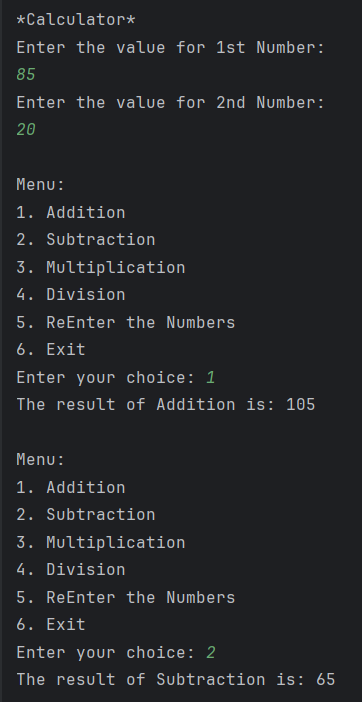 *Calculator*
Enter the value for 1st Number:
85
Enter the value for 2nd Number:
20
Menu:
1. Addition
2. Subtraction
3. Multiplication
4. Division
5. ReEnter the Numbers
6. Exit
Enter your choice: 1
The result of Addition is: 105
Menu:
1. Addition
2. Subtraction
3. Multiplication
4. Division
5. ReEnter the Numbers
6. Exit
Enter your choice: 2
The result of Subtraction is: 65